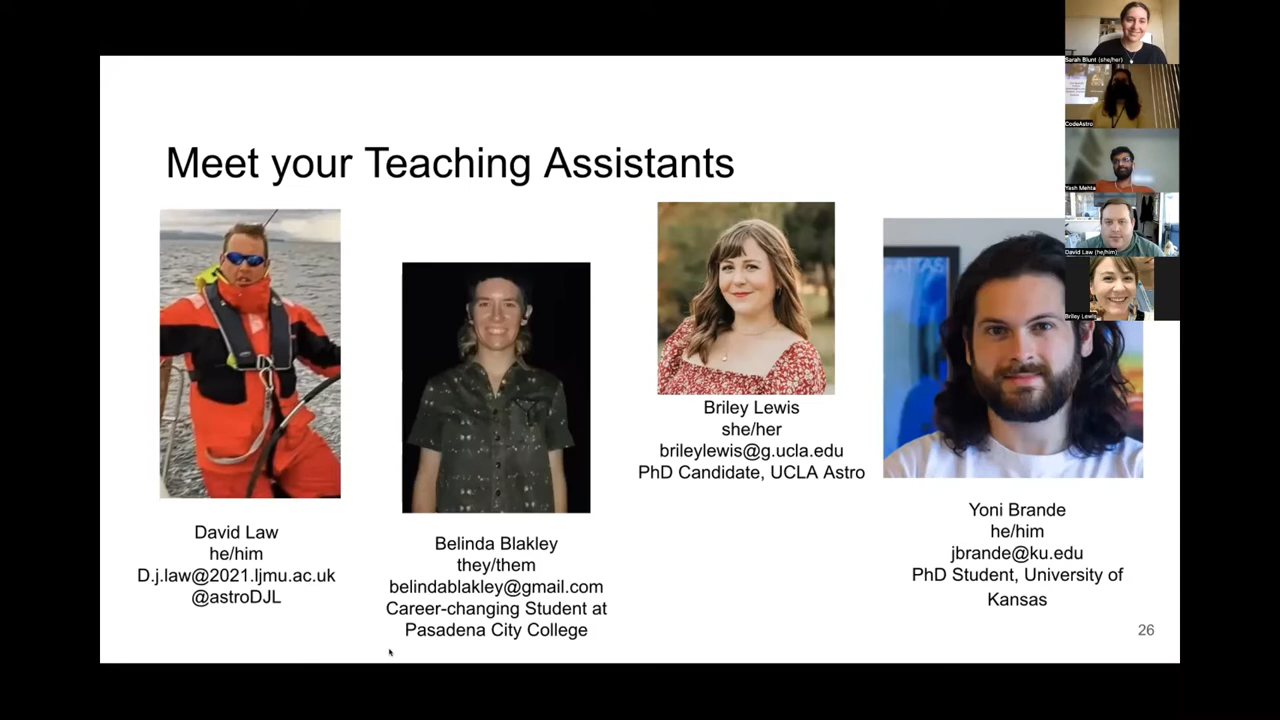 Meet your Teaching Assistants
David Law
he/him
D.j.law@2021.ljmu.ac.uk
@astroDJL
Belinda Blakley
they/them
belindablakley@gmail.com
Career-changing Student at
Pasadena City College
Briley Lewis
she/her
brileylewis@g.ucla.edu
PhD Candidate, UCLA Astro
Yoni Brande
he/him
jbrande@ku.edu
PhD Student, University of
Kansas
26
Sarah Blunt (she/her)
CodeAstro
Yash Mehta
David Law (he/him)
Briley Lewis